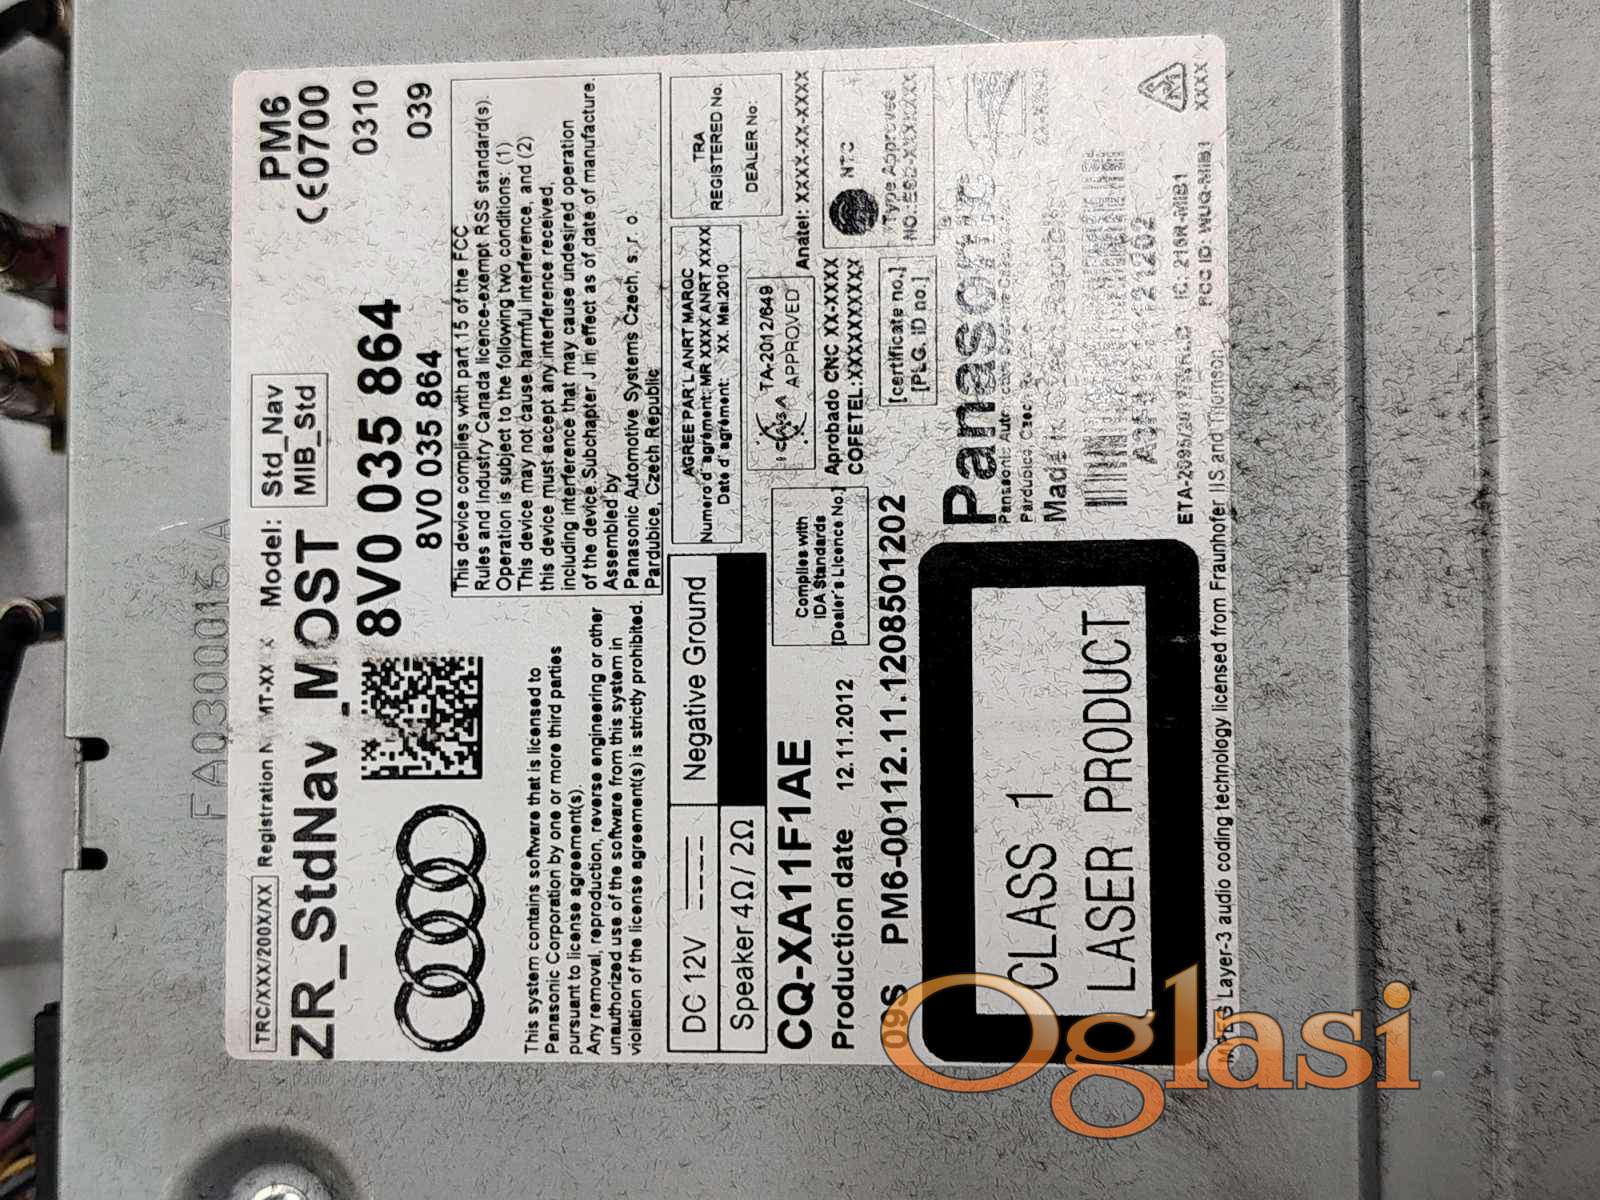 FA030001615A
TRC/XXX/200X/XX
Registration
MT-XX
Model:
Std_Nav
MIB_Std
PM6
CE0700
ZR_StdNav_MOST
8V0 035 864
0310
8V0 035 864
039
This system contains software that is licensed to
Panasonic Corporation by one or more third parties
pursuant to license agreement(s).
Any removal, reproduction, reverse engineering or other
unauthorized use of the software from this system in
violation of the license agreement(s) is strictly prohibited.
This device complies with part 15 of the FCC
Rules and Industry Canada licence-exempt RSS standard(s).
Operation is subject to the following two conditions: (1)
This device may not cause harmful interference, and (2)
this device must accept any interference received,
including interference that may cause undesired operation
of the device Subchapter J in effect as of date of manufacture.
Assembled by
Panasonic Automotive Systems Czech, s. r. o.
Pardubice, Czech Republic
DC 12V
Negative Ground
Speaker 4Ω/ 2Ω
AGREE PAR L'ANRT MAROC
Numero d'agrément: MR XXXX ANRT XXXX
Date d'agrément: XX. Mai.2010
TRA
REGISTERED No.
DEALER No:
CQ-XA11F1AE
Complies with
IDA Standards
[Dealer's Licence No.]
TA-2012/649
APPROVED
ICASA
Anatel: XXXX-XX-XXXX
Production date 12.11.2012
Aprobado CNC XX-XXXX
COFETEL:XXXXXXXXX
NTC
Type Approved
09S PM6-00112.11.1208501202
[certificate no.]
[PLG. ID no.]
CLASS 1
LASER PRODUCT
Panasonic
Pardubice, Czec
Made in Czech Republic
IC: 216R-MIB1
FCC ID: WUQ-MIB1
XXXX
MPEG Layer-3 audio coding technology licensed from Fraunhofer IIS and Thomson
Oglasi